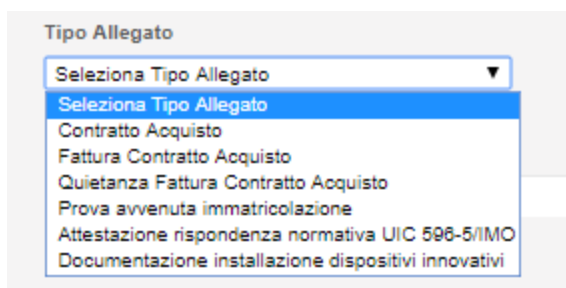 Tipo Allegato
Seleziona Tipo Allegato
Seleziona Tipo Allegato
Contratto Acquisto
Fattura Contratto Acquisto
Quietanza Fattura Contratto Acquisto
Prova avvenuta immatricolazione
Attestazione rispondenza normativa UIC 596-5/IMO
Documentazione installazione dispositivi innovativi